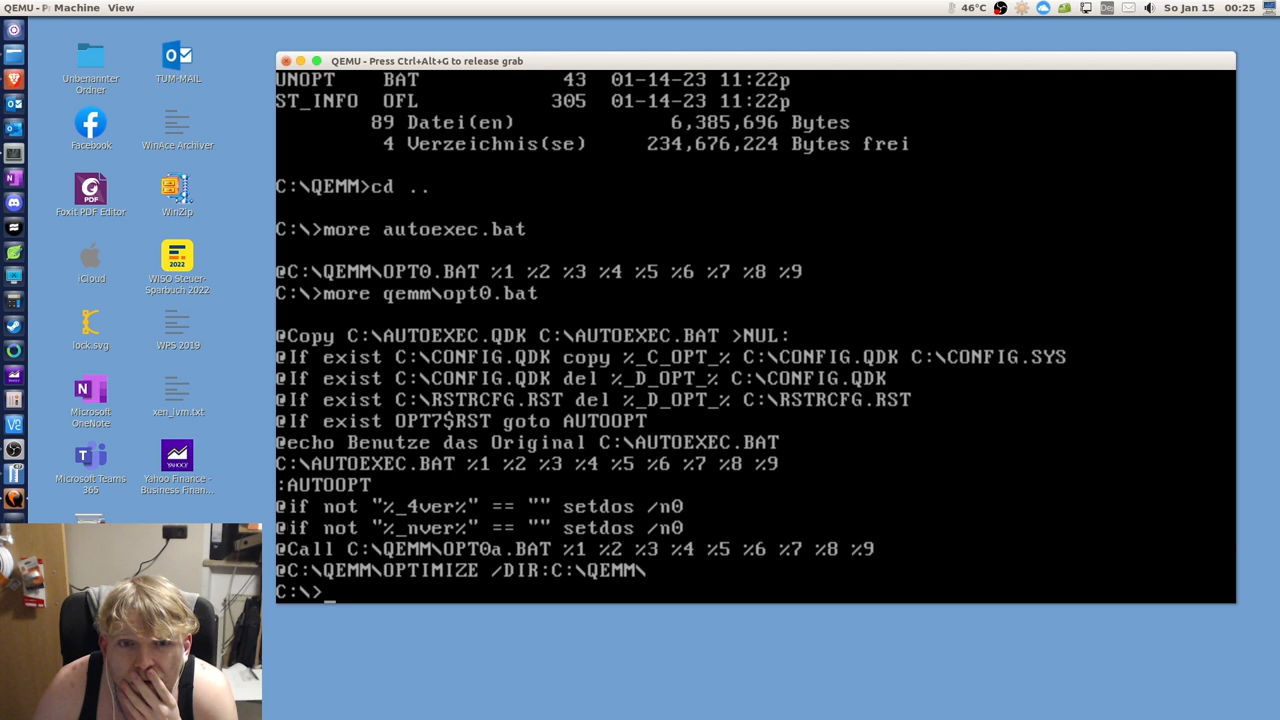 QEMU - P
Machine
View
46°C
De
So Jan 15
00:25
Unbenannter
Ordner
TUM-MAIL
Facebook
WinAce Archiver
Foxit PDF Editor
WinZip
iCloud
WISO Steuer-
Sparbuch 2022
lock.svg
WPS 2019
Microsoft
OneNote
xen_lvm.txt
Microsoft Teams
365
Yahoo Finance -
Business Finan...
QEMU - Press Ctrl+Alt+G to release grab
UNOPT BAT 43 01-14-23 11:22p
ST_INFO OFL 305 01-14-23 11:22p
89 Datei(en) 6,385,696 Bytes
4 Verzeichnis(se) 234,676,224 Bytes frei
C:\QEMM>cd ..
C:\>more autoexec.bat
@C:\QEMM\OPT0.BAT %1 %2 %3 %4 %5 %6 %7 %8 %9
C:\>more qemm\opt0.bat
@Copy C:\AUTOEXEC.QDK C:\AUTOEXEC.BAT >NUL:
@If exist C:\CONFIG.QDK copy %_C_OPT_% C:\CONFIG.QDK C:\CONFIG.SYS
@If exist C:\CONFIG.QDK del %_D_OPT_% C:\CONFIG.QDK
@If exist C:\RSTRCFG.RST del %_D_OPT_% C:\RSTRCFG.RST
@If exist OPT7$RST goto AUTOOPT
@echo Benutze das Original C:\AUTOEXEC.BAT
C:\AUTOEXEC.BAT %1 %2 %3 %4 %5 %6 %7 %8 %9
:AUTOOPT
@if not "%_4ver%" == "" setdos /n0
@if not "%_nver%" == "" setdos /n0
@Call C:\QEMM\OPT0a.BAT %1 %2 %3 %4 %5 %6 %7 %8 %9
@C:\QEMM\OPTIMIZE /DIR:C:\QEMM\
C:\>_